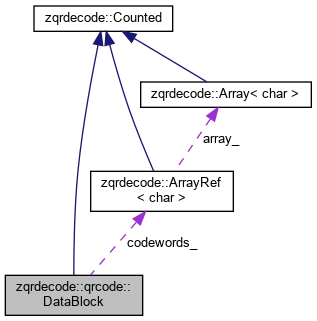 zqrdecode::Counted
zqrdecode::Array< char >
array_
zqrdecode::ArrayRef
< char >
codewords_
zqrdecode::qrcode::
DataBlock